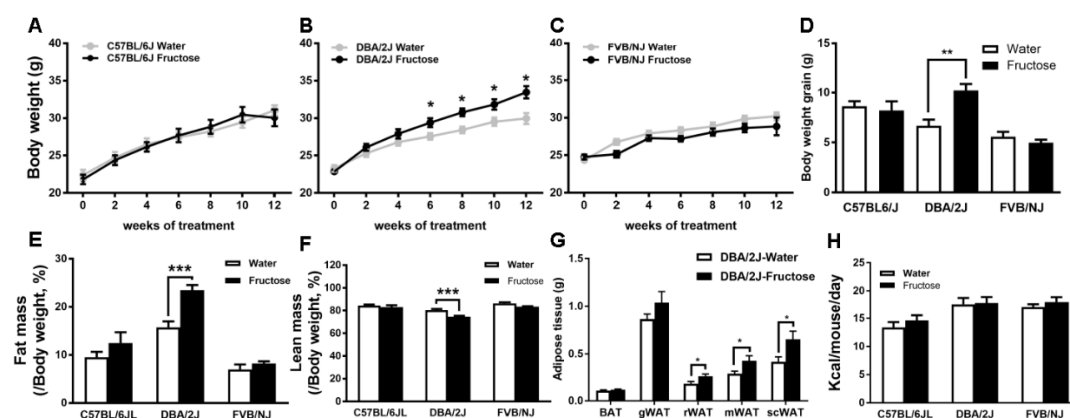 A
C57BL/6J Water
C57BL/6J Fructose
Body weight (g)
40
35
30
25
20
0 2 4 6 8 10 12
weeks of treatment
B
DBA/2J Water
DBA/2J Fructose
40
35
30
25
20
* * * *
0 2 4 6 8 10 12
weeks of treatment
C
FVB/NJ Water
FVB/NJ Fructose
40
35
30
25
20
0 2 4 6 8 10 12
weeks of treatment
D
Water
Fructose
Body weight grain (g)
15
10
5
0
**
C57BL6/J DBA/2J FVB/NJ
E
Water
Fructose
Fat mass
(/Body weight, %)
30
20
10
0
***
C57BL/6JL DBA/2J FVB/NJ
F
Water
Fructose
Lean mass
(/Body weight, %)
100
80
60
40
20
0
***
C57BL/6JL DBA/2J FVB/NJ
G
DBA/2J-Water
DBA/2J-Fructose
Adipose tissue (g)
1.5
1.0
0.5
0.0
* * *
BAT gWAT rWAT mWAT scWAT
H
Water
Fructose
Kcal/mouse/day
25
20
15
10
5
0
C57BL/6JL DBA/2J FVB/NJ